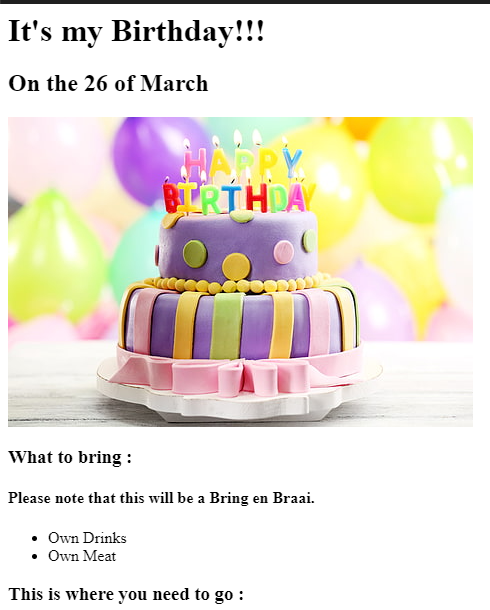 It's my Birthday!!!
On the 26 of March
HAPPY
BIRTHDAY
What to bring :
Please note that this will be a Bring en Braai.
Own Drinks
Own Meat
This is where you need to go :